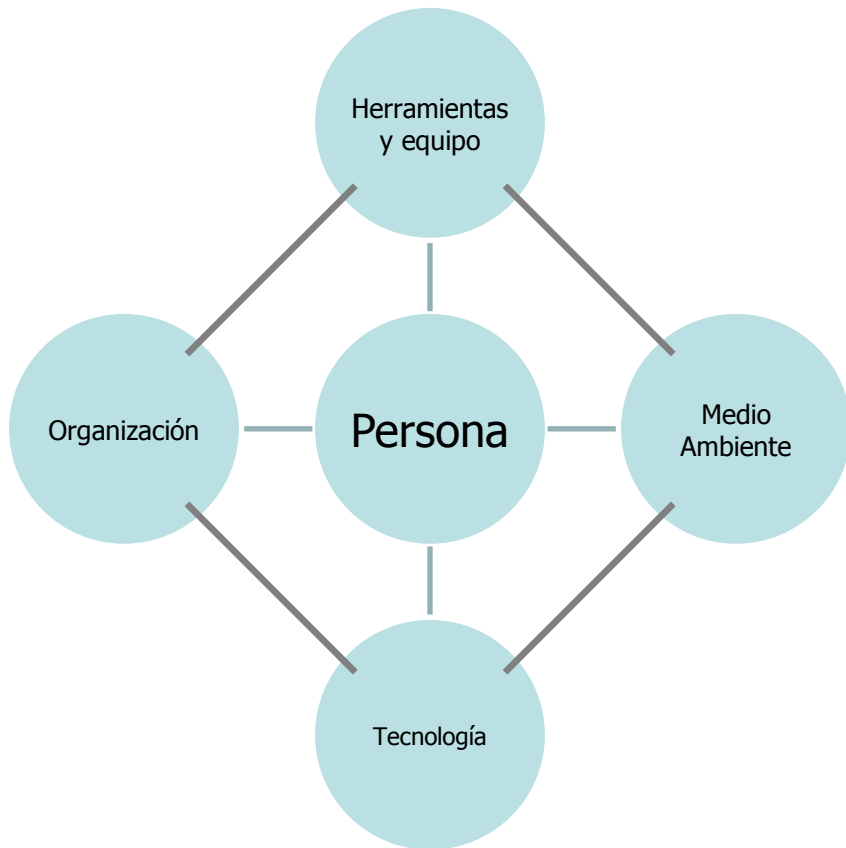 Herramientas
y equipo
Organización
Persona
Medio
Ambiente
Tecnología